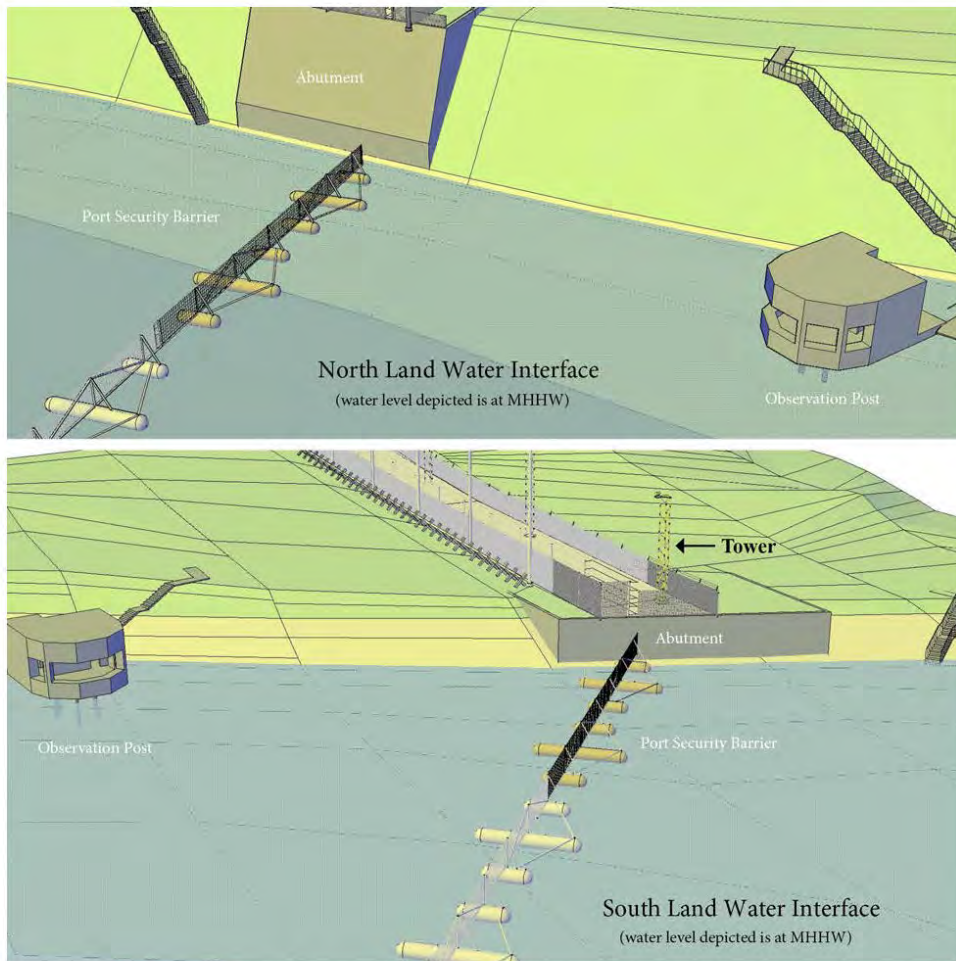 Abutment
Port Security Barrier
North Land Water Interface
(water level depicted is at MHHW)
Observation Post
Tower
Abutment
Observation Post
Port Security Barrier
South Land Water Interface
(water level depicted is at MHHW)